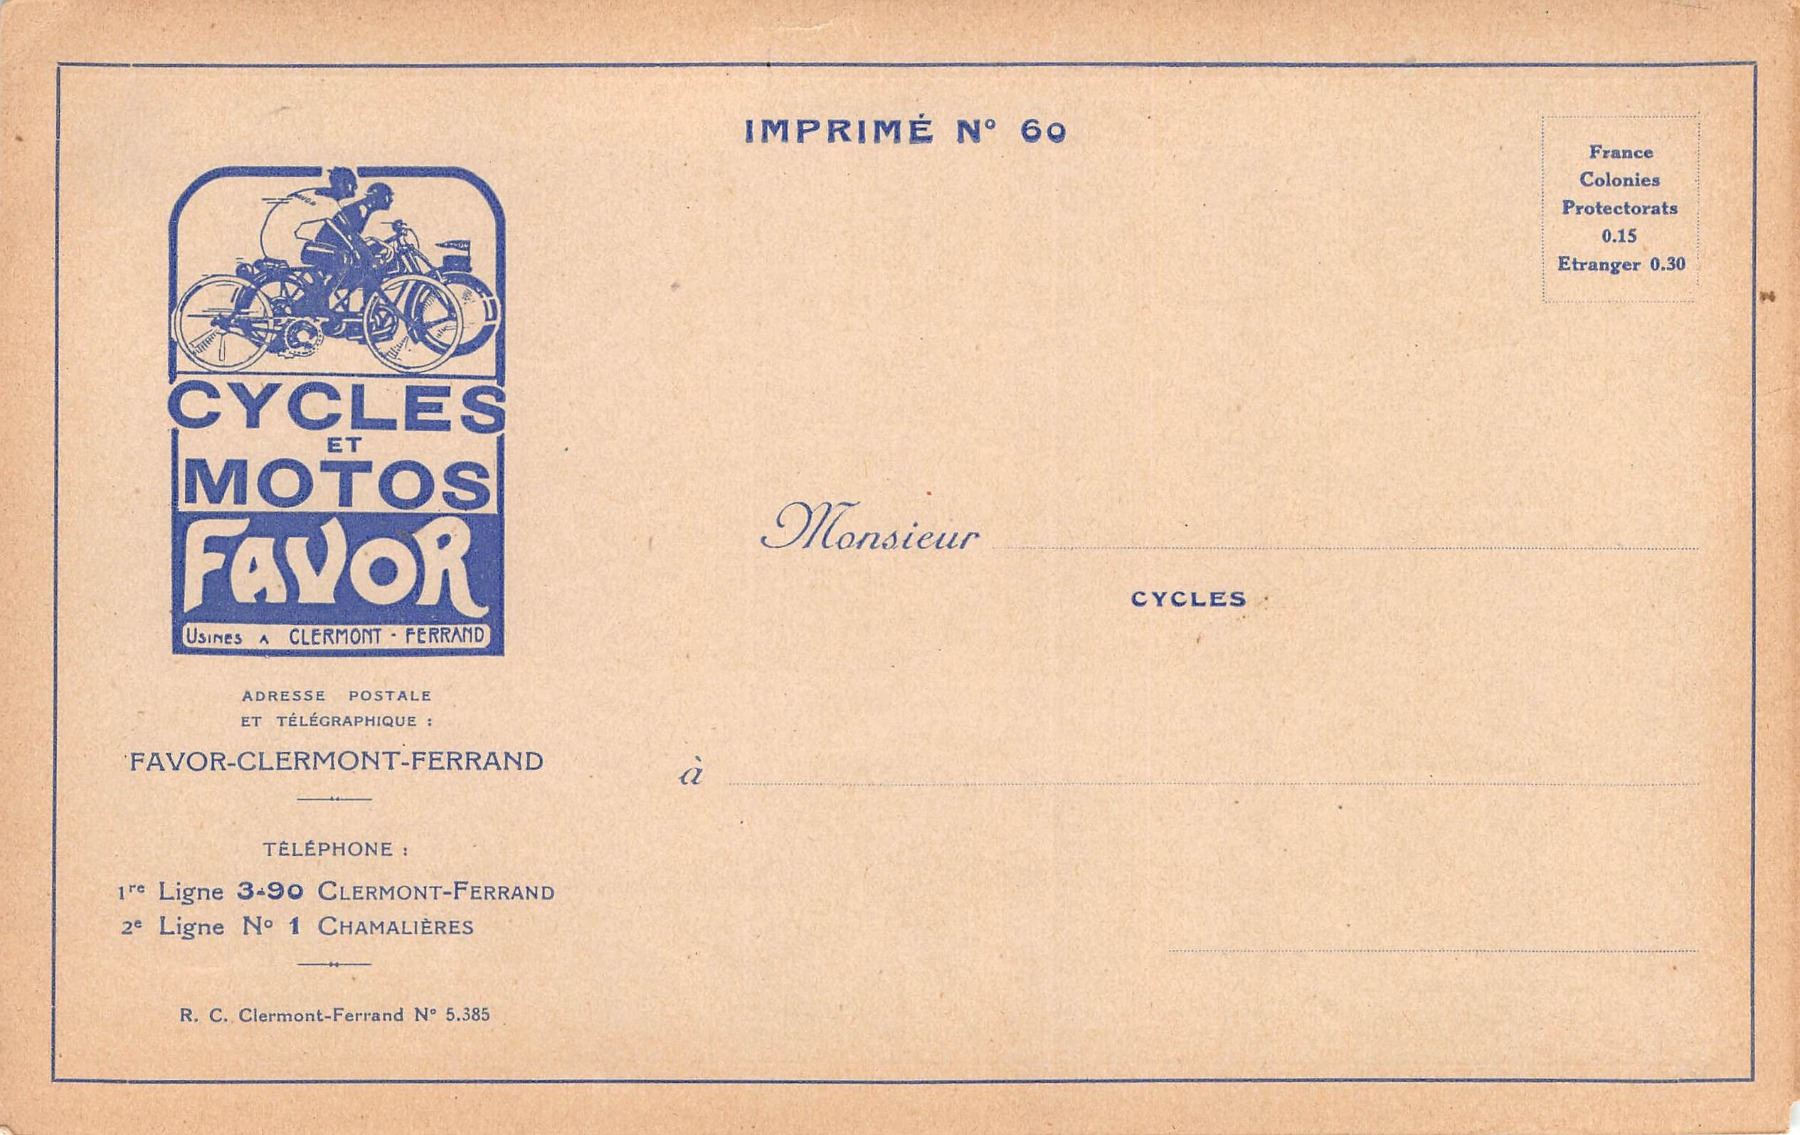 IMPRIMÉ N° 60
France
Colonies
Protectorats
0.15
Etranger 0.30
CYCLES
ET
MOTOS
FAVOR
USINES A CLERMONT - FERRAND
ADRESSE POSTALE
ET TÉLÉGRAPHIQUE :
FAVOR-CLERMONT-FERRAND
TÉLÉPHONE :
1re Ligne 3-90 CLERMONT-FERRAND
2e Ligne No 1 CHAMALIÈRES
R. C. Clermont-Ferrand N° 5.385
Monsieur
CYCLES
à